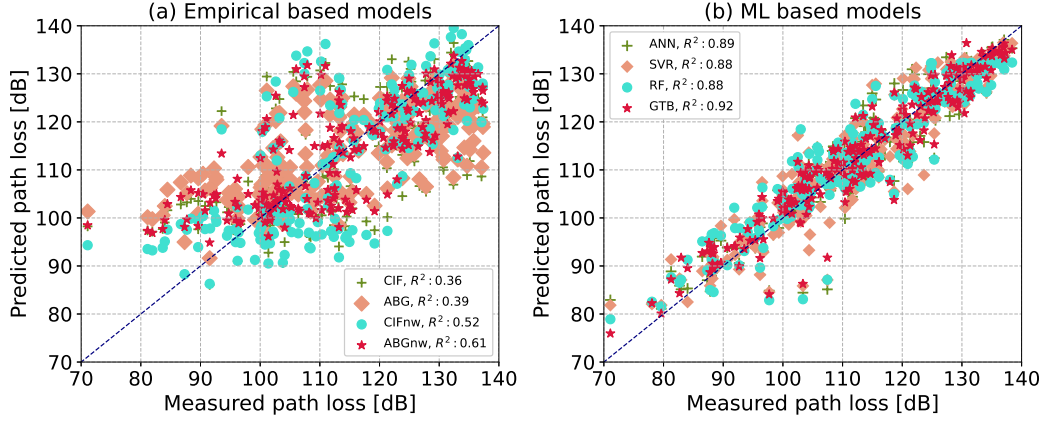 (a) Empirical based models
140
130
120
110
100
90
80
70
Predicted path loss [dB]
CIF, R²: 0.36
ABG, R²: 0.39
CIFnw, R²: 0.52
ABGnw, R²: 0.61
70 80 90 100 110 120 130 140
Measured path loss [dB]
(b) ML based models
140
130
120
110
100
90
80
70
Predicted path loss [dB]
ANN, R²: 0.89
SVR, R²: 0.88
RF, R²: 0.88
GTB, R²: 0.92
70 80 90 100 110 120 130 140
Measured path loss [dB]